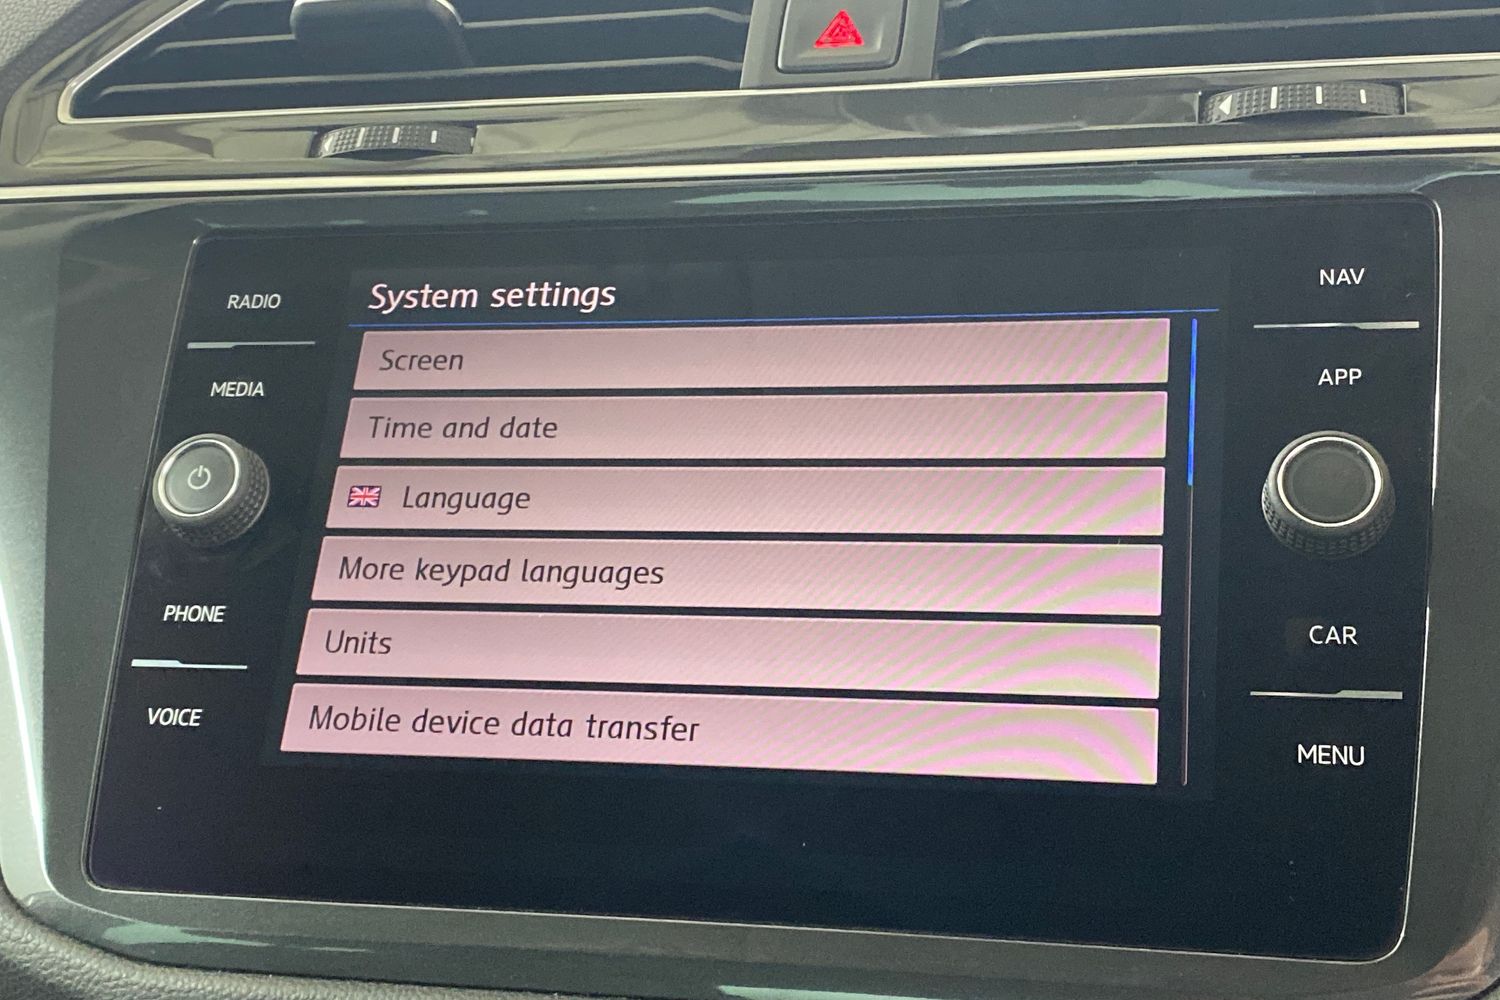 System settings
Screen
Time and date
Language
More keypad languages
Units
Mobile device data transfer
RADIO
MEDIA
PHONE
VOICE
NAV
APP
CAR
MENU